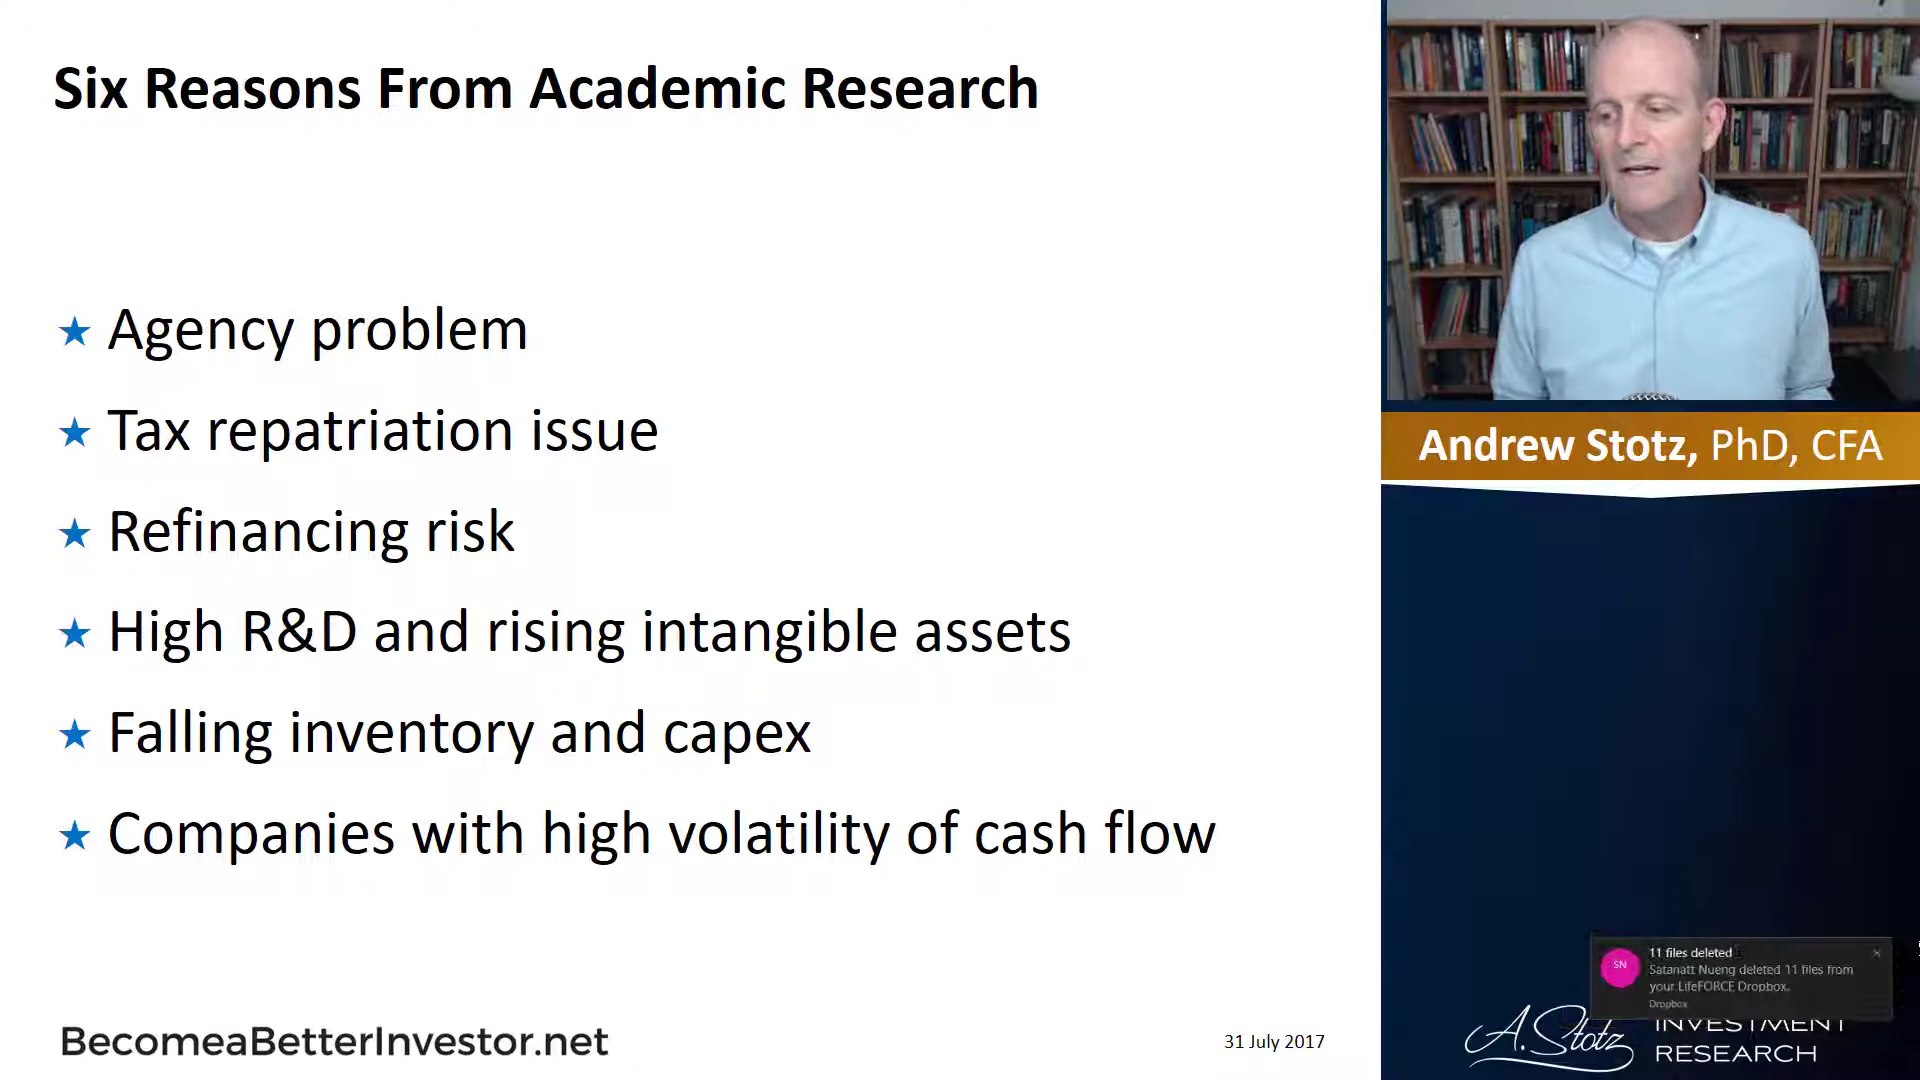 Six Reasons From Academic Research
★ Agency problem
★ Tax repatriation issue
★ Refinancing risk
★ High R&D and rising intangible assets
★ Falling inventory and capex
★ Companies with high volatility of cash flow
BecomeaBetterInvestor.net
31 July 2017
Andrew Stotz, PhD, CFA
SN
11 files deleted
Satanatt Nueng deleted 11 files from
your LifeFORCE Dropbox.
Dropbox
A. Stotz
INVESTMENT
RESEARCH